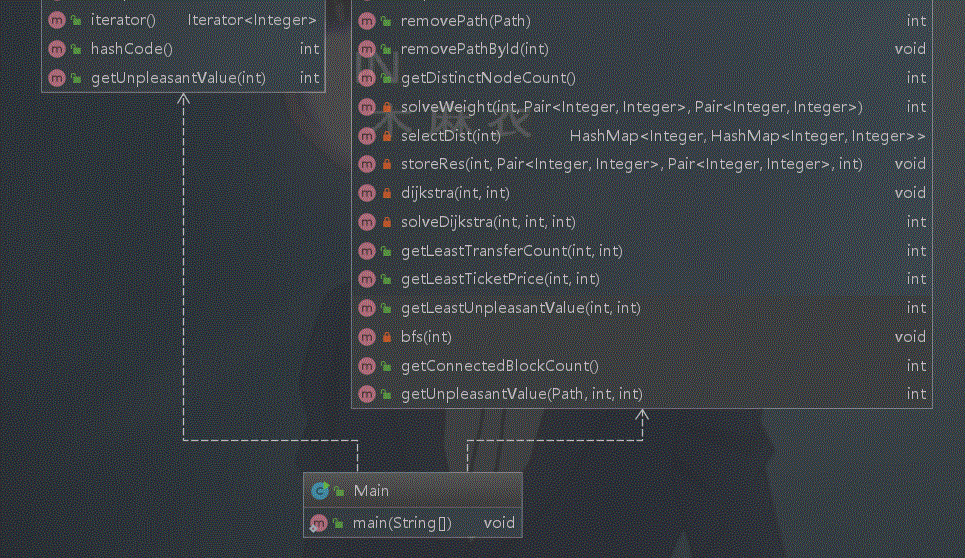 iterator() Iterator<Integer>
hashCode() int
getUnpleasantValue(int) int
removePath(Path) int
removePathById(int) void
getDistinctNodeCount() int
solveWeight(int, Pair<Integer, Integer>, Pair<Integer, Integer>) int
selectDist(int) HashMap<Integer, HashMap<Integer, Integer>>
storeRes(int, Pair<Integer, Integer>, Pair<Integer, Integer>, int) void
dijkstra(int, int) void
solveDijkstra(int, int, int) int
getLeastTransferCount(int, int) int
getLeastTicketPrice(int, int) int
getLeastUnpleasantValue(int, int) int
bfs(int) void
getConnectedBlockCount() int
getUnpleasantValue(Path, int, int) int
Main
main(String[]) void